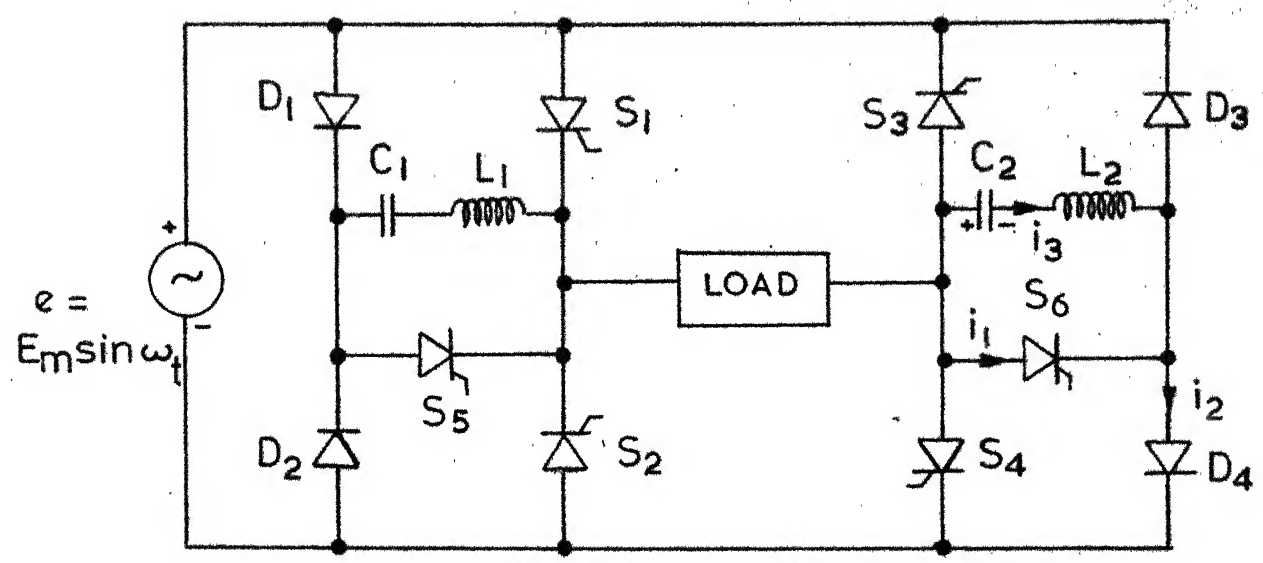 D1
S1
S3
D3
C1
L1
C2
L2
+
+ -
i3
~
LOAD
e =
Em sin ωt
-
S6
i1
S5
i2
D2
S2
S4
D4